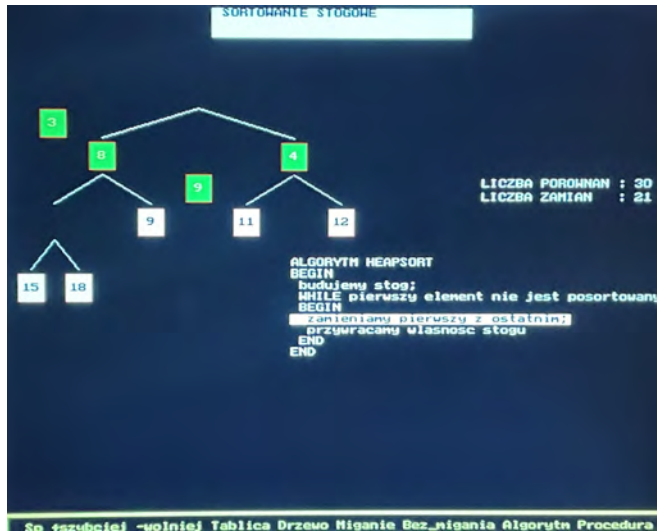 SORTOWANIE STOGOWE
3
8
4
9
LICZBA POROWNAN : 30
LICZBA ZAMIAN : 21
9
11
12
ALGORYTM HEAPSORT
BEGIN
budujemy stog;
WHILE pierwszy element nie jest posortowany
BEGIN
zamieniamy pierwszy z ostatnim;
przywracamy wlasnosc stogu
END
END
15
18
Sp +szybciej -wolniej Tablica Drzewo Miganie Bez_migania Algorytm Procedura